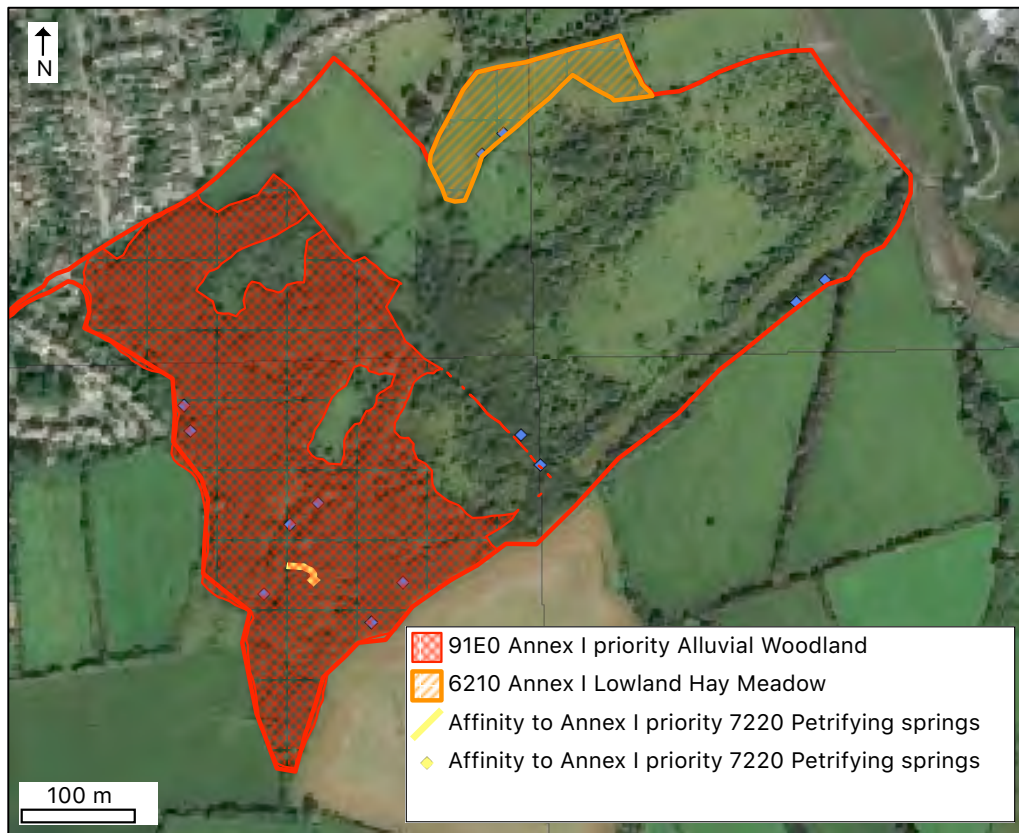 N
91E0 Annex I priority Alluvial Woodland
6210 Annex I Lowland Hay Meadow
Affinity to Annex I priority 7220 Petrifying springs
Affinity to Annex I priority 7220 Petrifying springs
100 m